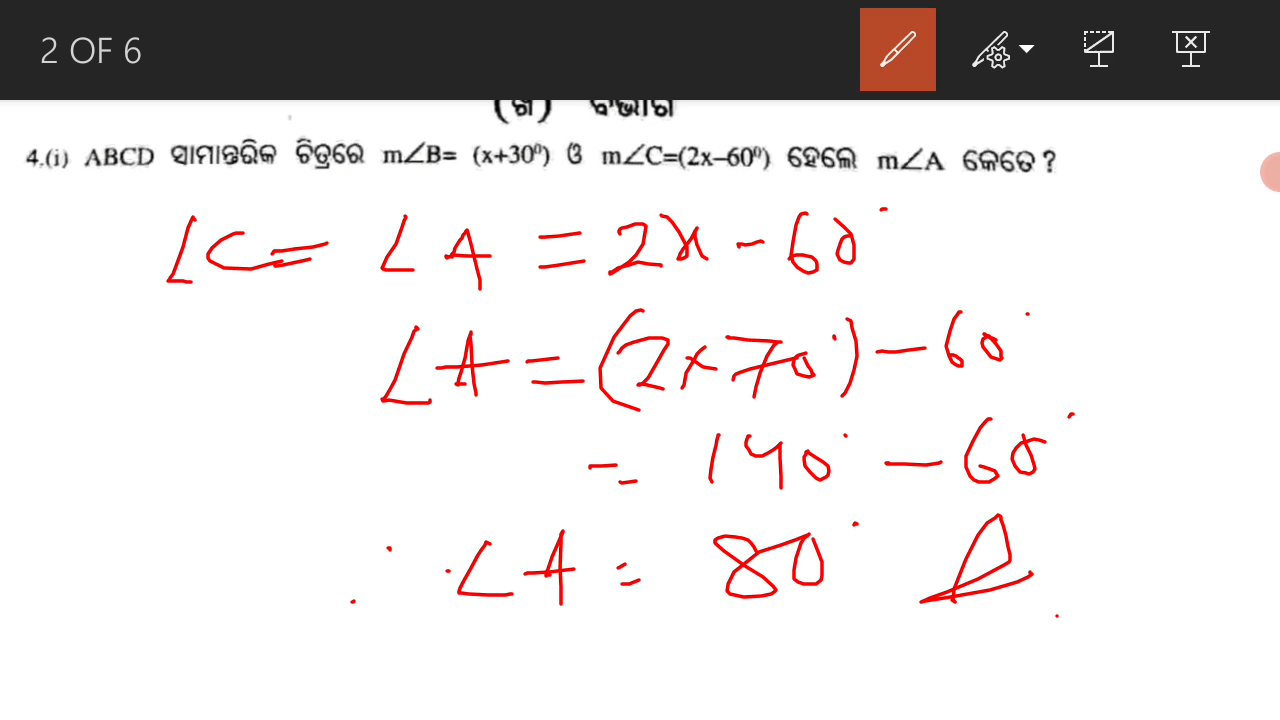 2 OF 6
(ଖ) ବିଭାଗ
4.(i) ABCD ସାମାନ୍ତରିକ ଚିତ୍ରରେ m∠B= (x+30⁰) ଓ m∠C=(2x–60⁰) ହେଲେ m∠A କେତେ ?
∠C = ∠A = 2x - 60°
∠A = (2×70°) - 60°
= 140° - 60°
∴ ∠A = 80°